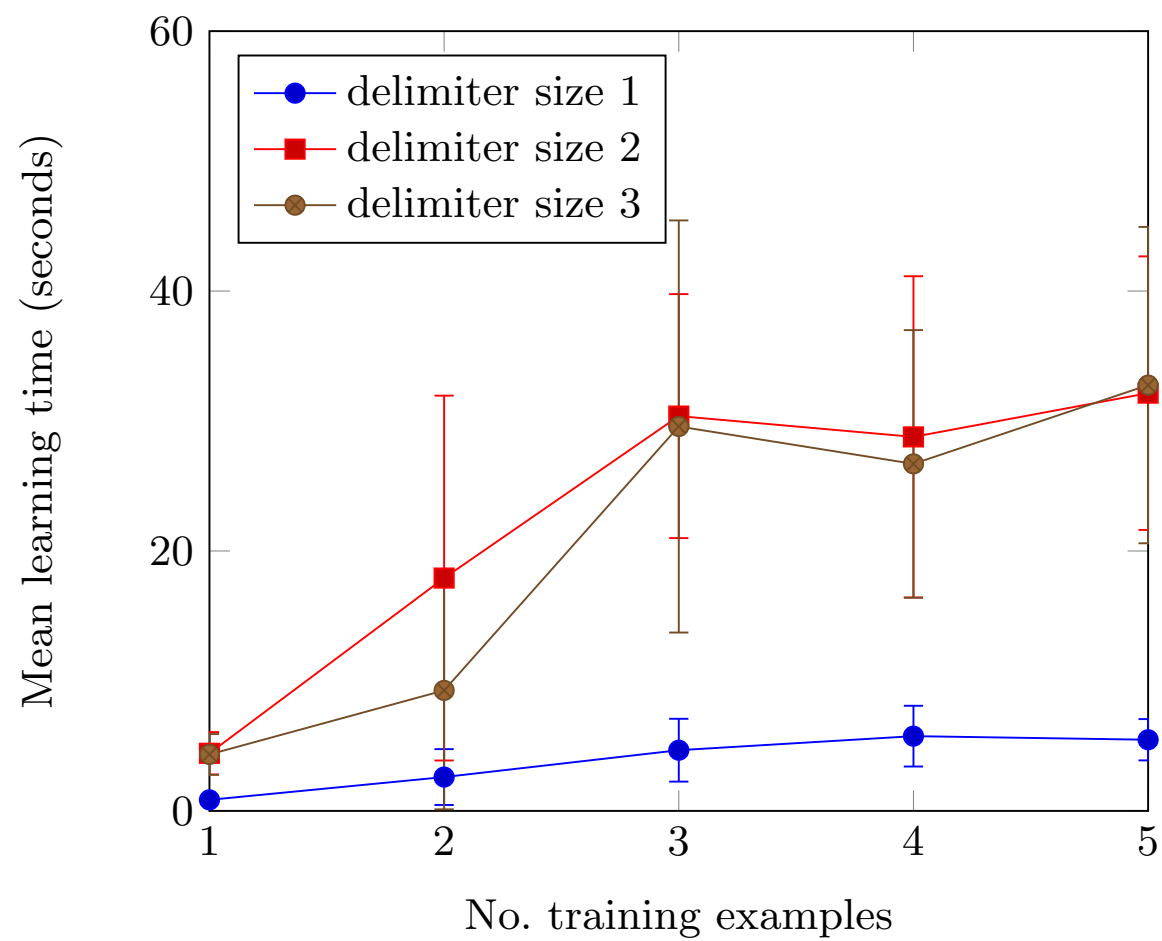 60
40
20
0
Mean learning time (seconds)
delimiter size 1
delimiter size 2
delimiter size 3
1 2 3 4 5
No. training examples